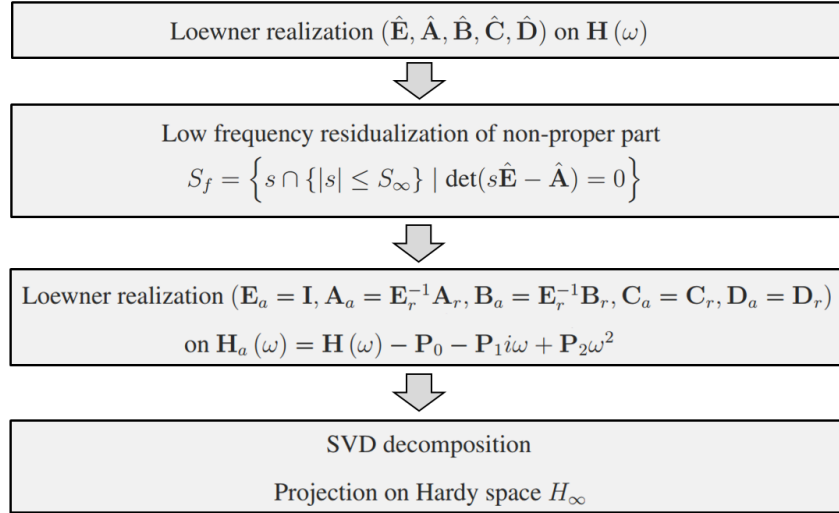 Loewner realization (Ê, Â, B̂, Ĉ, D̂) on H (ω)
Low frequency residualization of non-proper part
S_f = {s ∩ {|s| ≤ S_∞} | det(sÊ − Â) = 0}
Loewner realization (E_a = I, A_a = E_r^{-1}A_r, B_a = E_r^{-1}B_r, C_a = C_r, D_a = D_r)
on H_a (ω) = H (ω) − P_0 − P_1iω + P_2ω^2
SVD decomposition
Projection on Hardy space H_∞